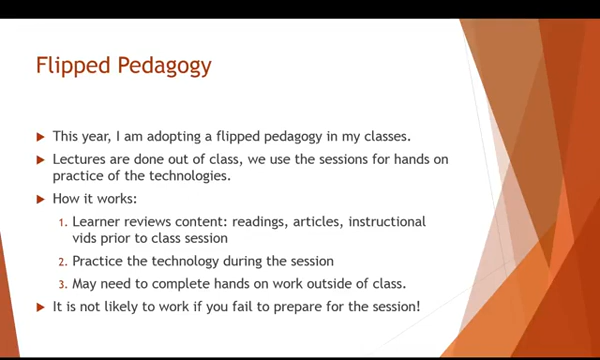 Flipped Pedagogy
This year, I am adopting a flipped pedagogy in my classes.
Lectures are done out of class, we use the sessions for hands on
practice of the technologies.
How it works:
1. Learner reviews content: readings, articles, instructional
vids prior to class session
2. Practice the technology during the session
3. May need to complete hands on work outside of class.
It is not likely to work if you fail to prepare for the session!